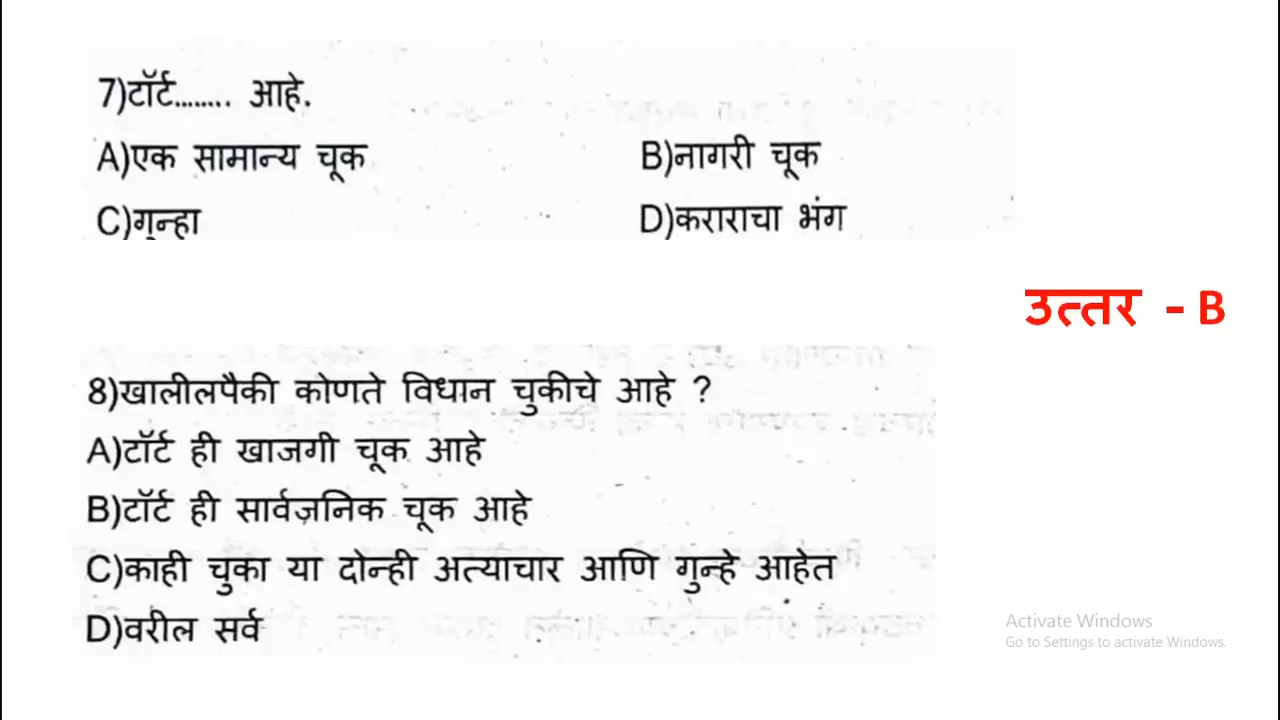 7)टॉर्ट........ आहे.
A)एक सामान्य चूक B)नागरी चूक
C)गुन्हा D)कराराचा भंग
उत्तर - B
8)खालीलपैकी कोणते विधान चुकीचे आहे ?
A)टॉर्ट ही खाजगी चूक आहे
B)टॉर्ट ही सार्वजनिक चूक आहे
C)काही चुका या दोन्ही अत्याचार आणि गुन्हे आहेत
D)वरील सर्व
Activate Windows
Go to Settings to activate Windows.